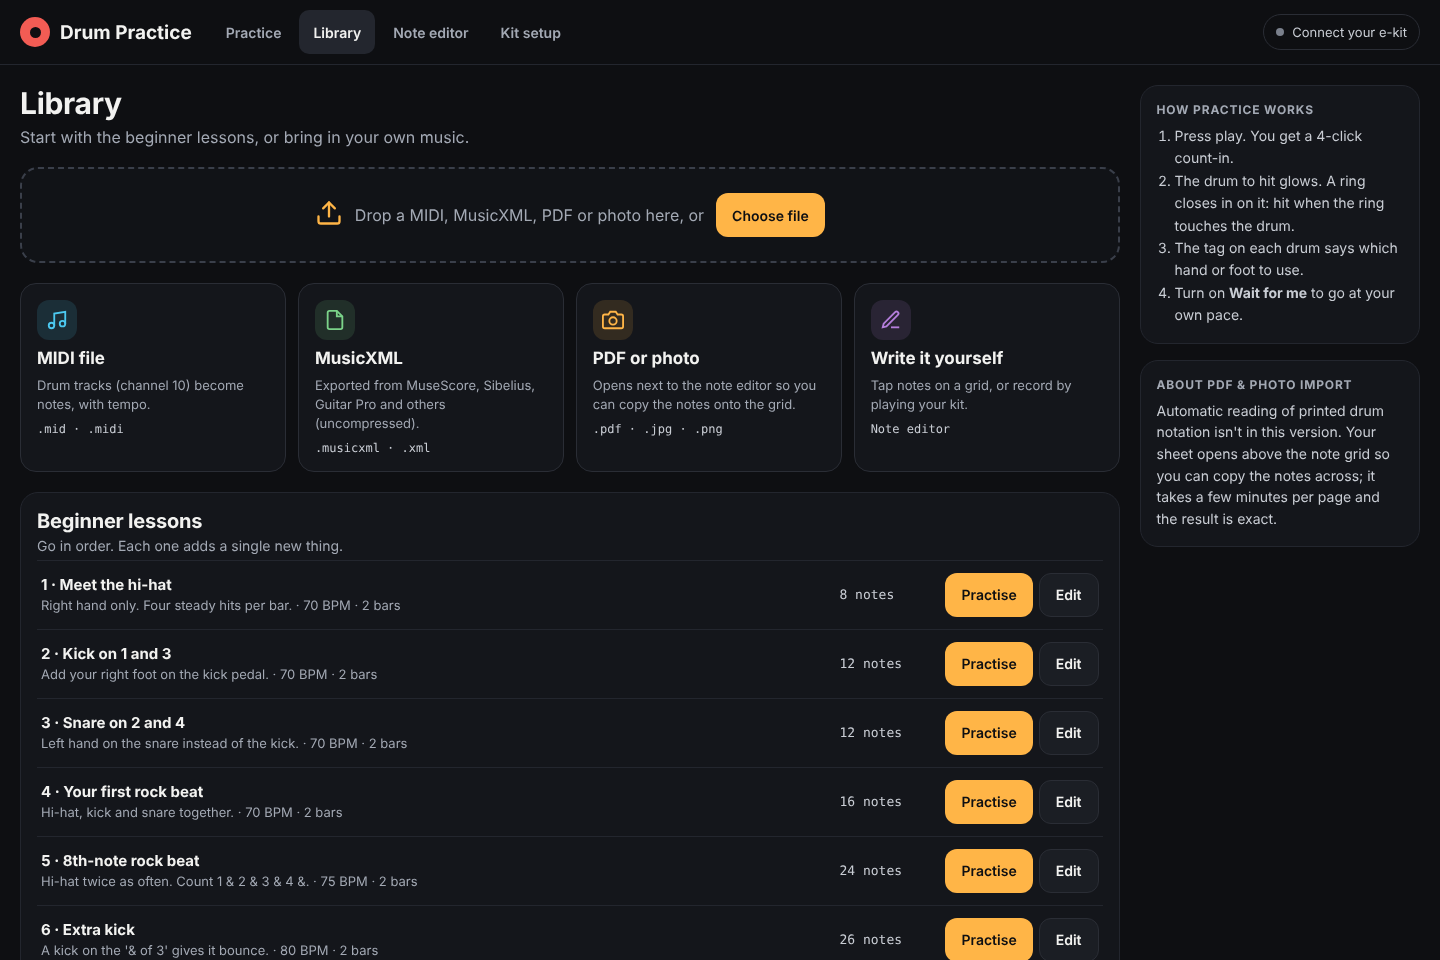 Drum Practice
Practice
Library
Note editor
Kit setup
Connect your e-kit
Library
Start with the beginner lessons, or bring in your own music.
Drop a MIDI, MusicXML, PDF or photo here, or
Choose file
MIDI file
Drum tracks (channel 10) become
notes, with tempo.
.mid · .midi
MusicXML
Exported from MuseScore, Sibelius,
Guitar Pro and others
(uncompressed).
.musicxml · .xml
PDF or photo
Opens next to the note editor so you
can copy the notes onto the grid.
.pdf · .jpg · .png
Write it yourself
Tap notes on a grid, or record by
playing your kit.
Note editor
Beginner lessons
Go in order. Each one adds a single new thing.
1 · Meet the hi-hat
Right hand only. Four steady hits per bar. · 70 BPM · 2 bars
8 notes
Practise
Edit
2 · Kick on 1 and 3
Add your right foot on the kick pedal. · 70 BPM · 2 bars
12 notes
Practise
Edit
3 · Snare on 2 and 4
Left hand on the snare instead of the kick. · 70 BPM · 2 bars
12 notes
Practise
Edit
4 · Your first rock beat
Hi-hat, kick and snare together. · 70 BPM · 2 bars
16 notes
Practise
Edit
5 · 8th-note rock beat
Hi-hat twice as often. Count 1 & 2 & 3 & 4 &. · 75 BPM · 2 bars
24 notes
Practise
Edit
6 · Extra kick
A kick on the '& of 3' gives it bounce. · 80 BPM · 2 bars
26 notes
Practise
Edit
HOW PRACTICE WORKS
1. Press play. You get a 4-click
count-in.
2. The drum to hit glows. A ring
closes in on it: hit when the ring
touches the drum.
3. The tag on each drum says which
hand or foot to use.
4. Turn on Wait for me to go at your
own pace.
ABOUT PDF & PHOTO IMPORT
Automatic reading of printed drum
notation isn't in this version. Your
sheet opens above the note grid so
you can copy the notes across; it
takes a few minutes per page and
the result is exact.